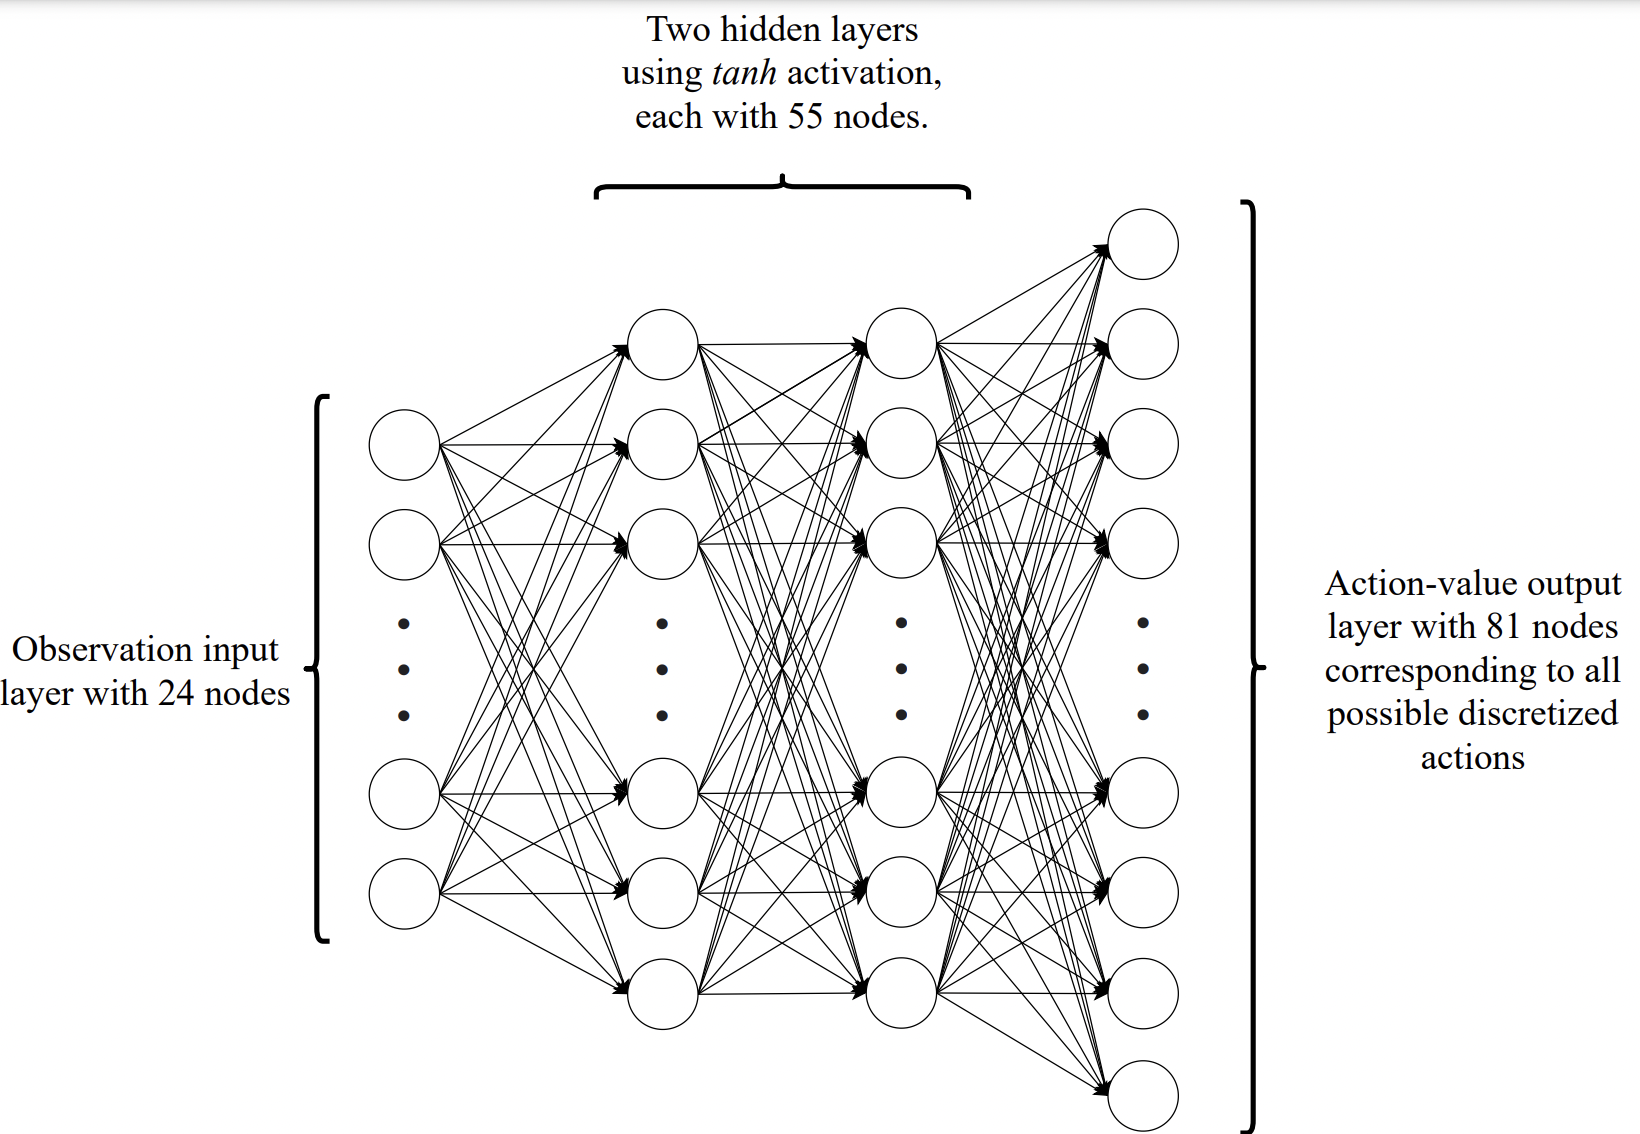 Two hidden layers
using tanh activation,
each with 55 nodes.
Observation input
layer with 24 nodes
Action-value output
layer with 81 nodes
corresponding to all
possible discretized
actions